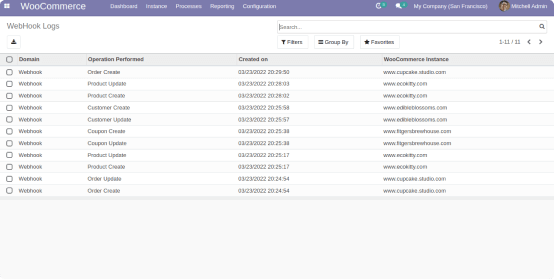 WooCommerce Dashboard Instance Processes Reporting Configuration My Company (San Francisco) Mitchell Admin
WebHook Logs
Search...
Filters Group By Favorites 1-11 / 11
Domain Operation Performed Created on WooCommerce Instance
Webhook Order Create 03/23/2022 20:29:50 www.cupcake.studio.com
Webhook Product Update 03/23/2022 20:28:03 www.ecokitty.com
Webhook Product Create 03/23/2022 20:28:02 www.ecokitty.com
Webhook Customer Create 03/23/2022 20:25:58 www.edibleblossoms.com
Webhook Customer Update 03/23/2022 20:25:57 www.edibleblossoms.com
Webhook Coupon Create 03/23/2022 20:25:38 www.fitgersbrewhouse.com
Webhook Coupon Update 03/23/2022 20:25:38 www.fitgersbrewhouse.com
Webhook Product Update 03/23/2022 20:25:17 www.ecokitty.com
Webhook Product Create 03/23/2022 20:25:17 www.ecokitty.com
Webhook Order Update 03/23/2022 20:24:54 www.cupcake.studio.com
Webhook Order Create 03/23/2022 20:24:54 www.cupcake.studio.com